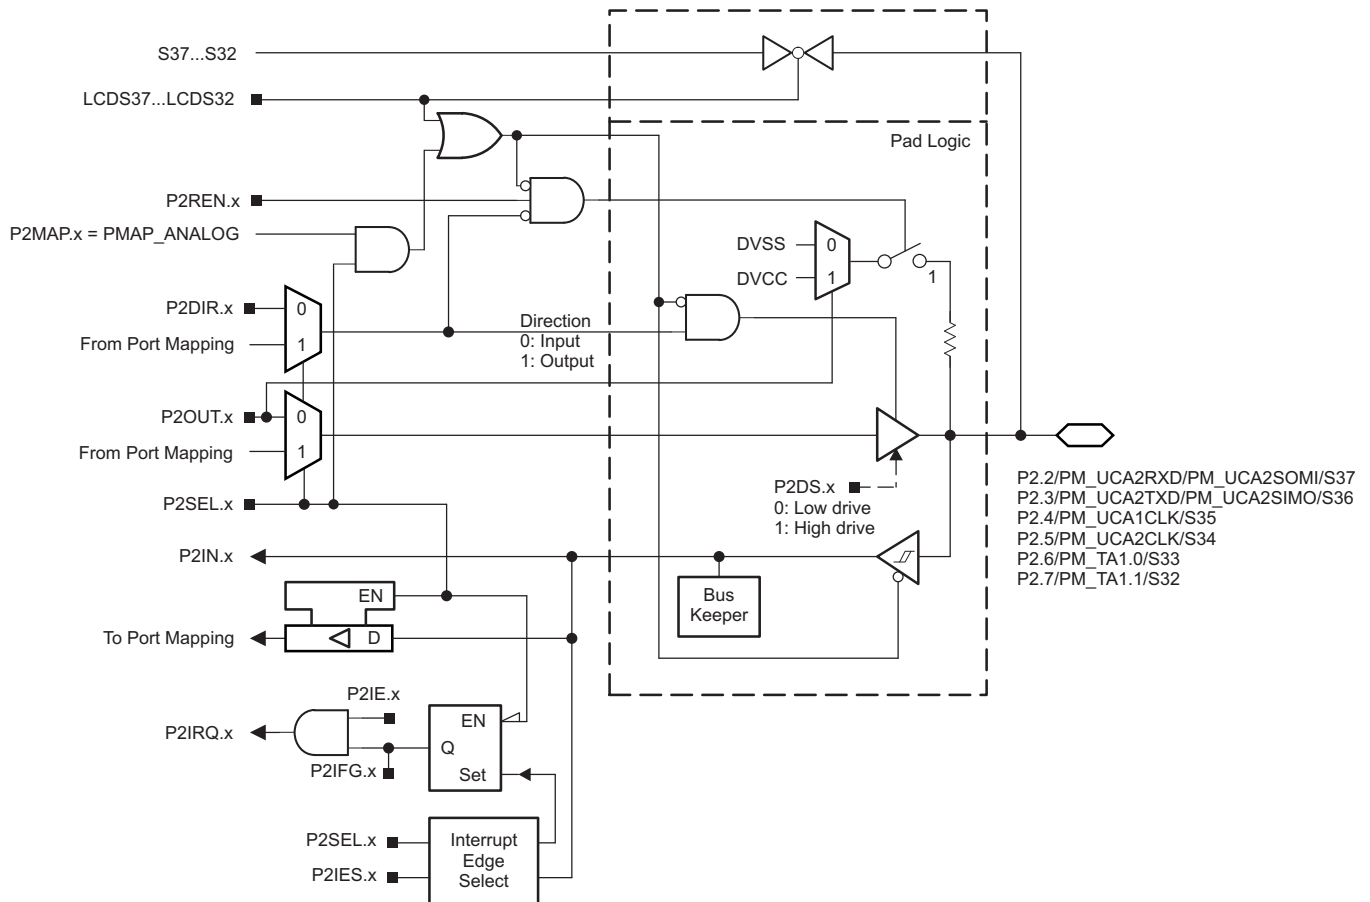 S37...S32
LCDS37...LCDS32
Pad Logic
P2REN.x
P2MAP.x = PMAP_ANALOG
DVSS
0
DVCC
1
1
P2DIR.x
0
From Port Mapping
1
Direction
0: Input
1: Output
P2OUT.x
0
From Port Mapping
1
P2SEL.x
P2DS.x
0: Low drive
1: High drive
P2.2/PM_UCA2RXD/PM_UCA2SOMI/S37
P2.3/PM_UCA2TXD/PM_UCA2SIMO/S36
P2.4/PM_UCA1CLK/S35
P2.5/PM_UCA2CLK/S34
P2.6/PM_TA1.0/S33
P2.7/PM_TA1.1/S32
P2IN.x
EN
Bus
Keeper
To Port Mapping
D
P2IE.x
EN
P2IRQ.x
Q
P2IFG.x
Set
P2SEL.x
P2IES.x
Interrupt
Edge
Select